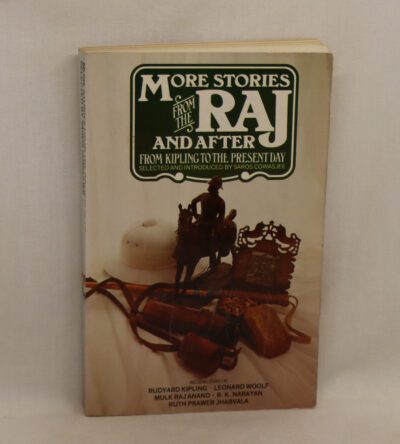 MORE STORIES
FROM THE RAJ
AND AFTER
FROM KIPLING TO THE PRESENT DAY
SELECTED AND INTRODUCED BY SAROS COWASJEE
RUDYARD KIPLING · LEONARD WOOLF
MULK RAJ ANAND · R. K. NARAYAN
RUTH PRAWER JHABVALA